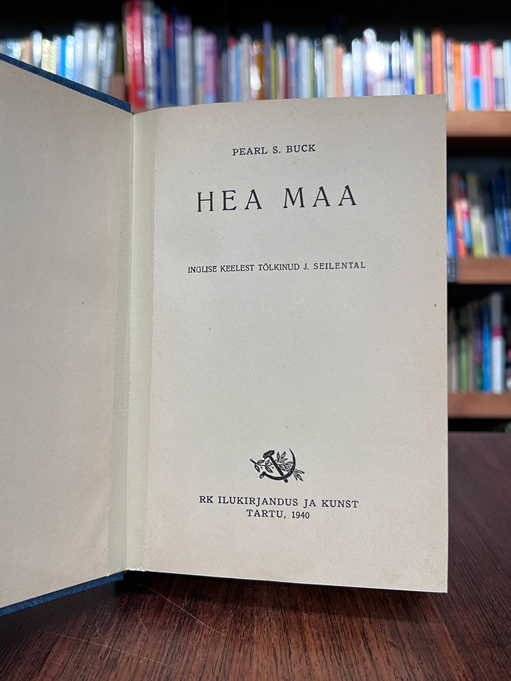 PEARL S. BUCK
HEA MAA
INGLISE KEELEST TÕLKINUD J. SEILENTAL
RK ILUKIRJANDUS JA KUNST
TARTU, 1940